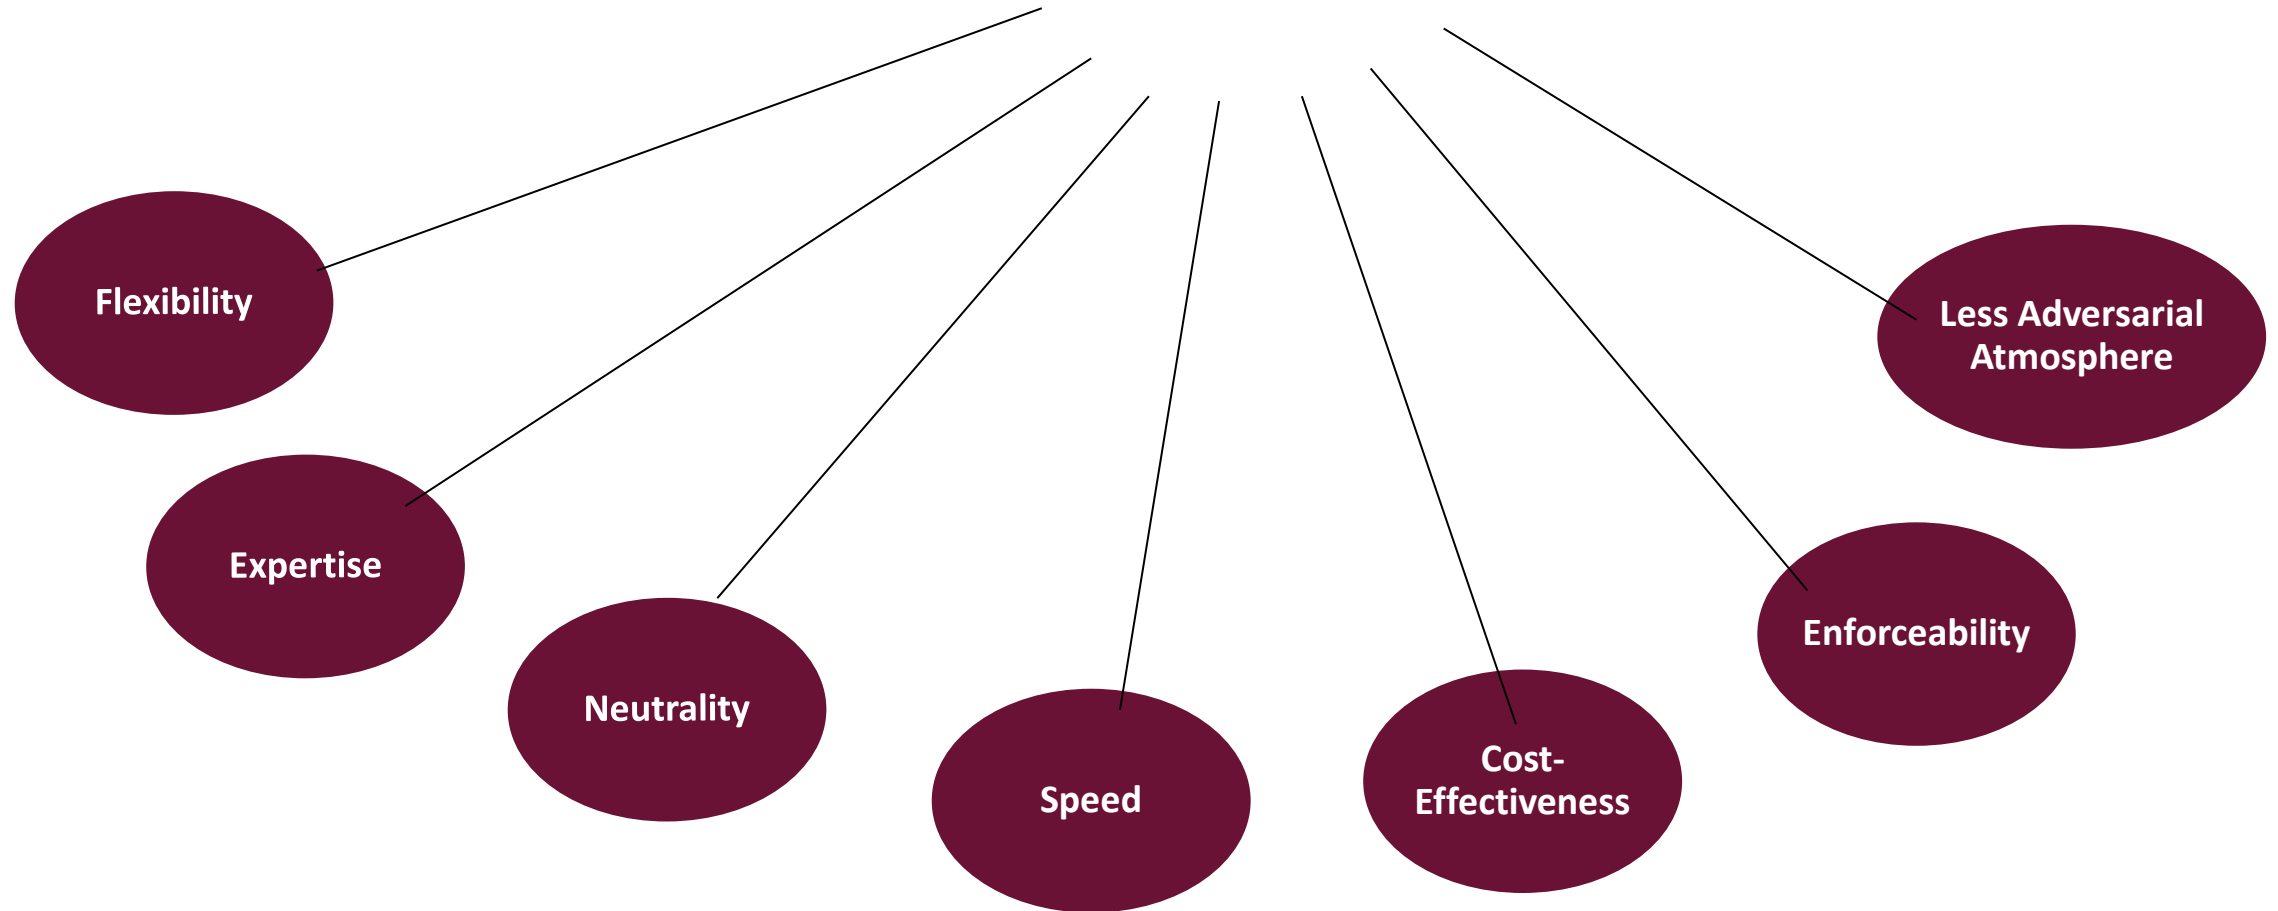 Flexibility
Less Adversarial
Atmosphere
Expertise
Enforceability
Neutrality
Speed
Cost-
Effectiveness